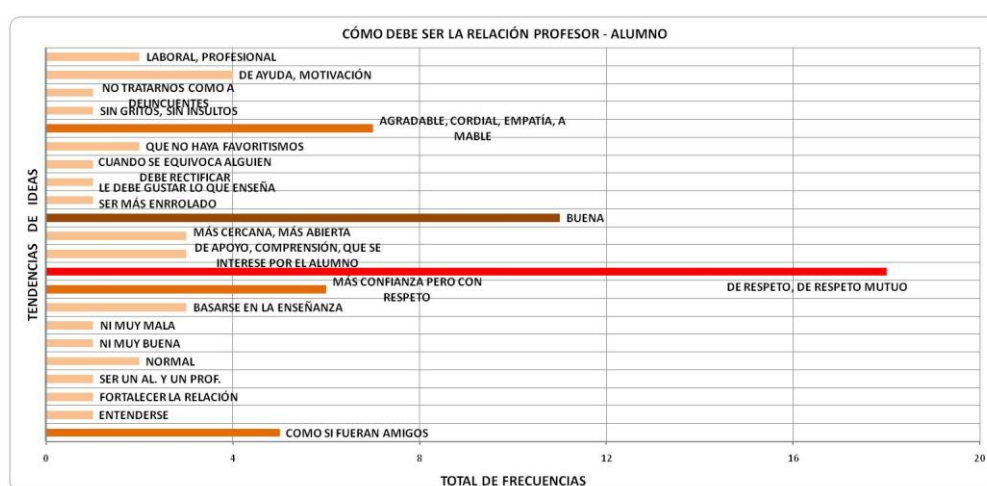 CÓMO DEBE SER LA RELACIÓN PROFESOR - ALUMNO
LABORAL, PROFESIONAL
DE AYUDA, MOTIVACIÓN
NO TRATARNOS COMO A
DELINCUENTES
SIN GRITOS, SIN INSULTOS
AGRADABLE, CORDIAL, EMPATÍA, A
MABLE
QUE NO HAYA FAVORITISMOS
CUANDO SE EQUIVOCA ALGUIEN
DEBE RECTIFICAR
LE DEBE GUSTAR LO QUE ENSEÑA
SER MÁS ENRROLADO
BUENA
MÁS CERCANA, MÁS ABIERTA
DE APOYO, COMPRENSIÓN, QUE SE
INTERESE POR EL ALUMNO
DE RESPETO, DE RESPETO MUTUO
MÁS CONFIANZA PERO CON
RESPETO
BASARSE EN LA ENSEÑANZA
NI MUY MALA
NI MUY BUENA
NORMAL
SER UN AL. Y UN PROF.
FORTALECER LA RELACIÓN
ENTENDERSE
COMO SI FUERAN AMIGOS
TENDENCIAS DE IDEAS
0 4 8 12 16 20
TOTAL DE FRECUENCIAS